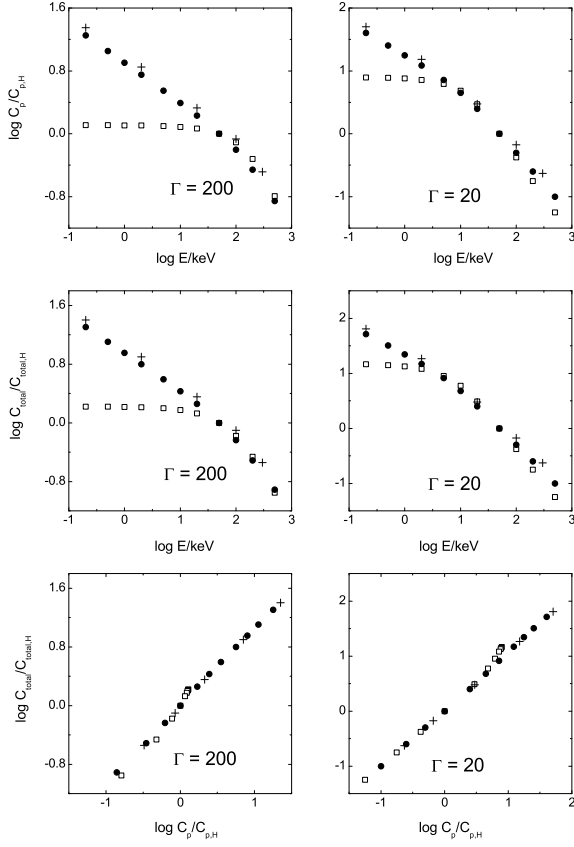 1.6
0.8
0.0
-0.8
log C_p/C_p,H
Γ = 200
-1 0 1 2 3
log E/keV
2
1
0
-1
Γ = 20
-1 0 1 2 3
log E/keV
1.6
0.8
0.0
-0.8
log C_total/C_total,H
Γ = 200
-1 0 1 2 3
log E/keV
2
1
0
-1
Γ = 20
-1 0 1 2 3
log E/keV
1.6
0.8
0.0
-0.8
log C_total/C_total,H
Γ = 200
-1 0 1
log C_p/C_p,H
2
1
0
-1
Γ = 20
-1 0 1 2
log C_p/C_p,H